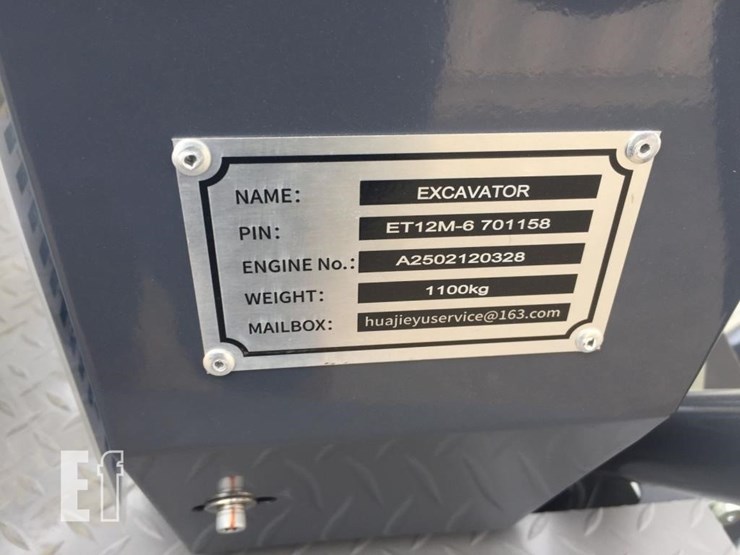 NAME: EXCAVATOR
PIN: ET12M-6 701158
ENGINE No.: A2502120328
WEIGHT: 1100kg
MAILBOX: huajieyuservice@163.com
Ef